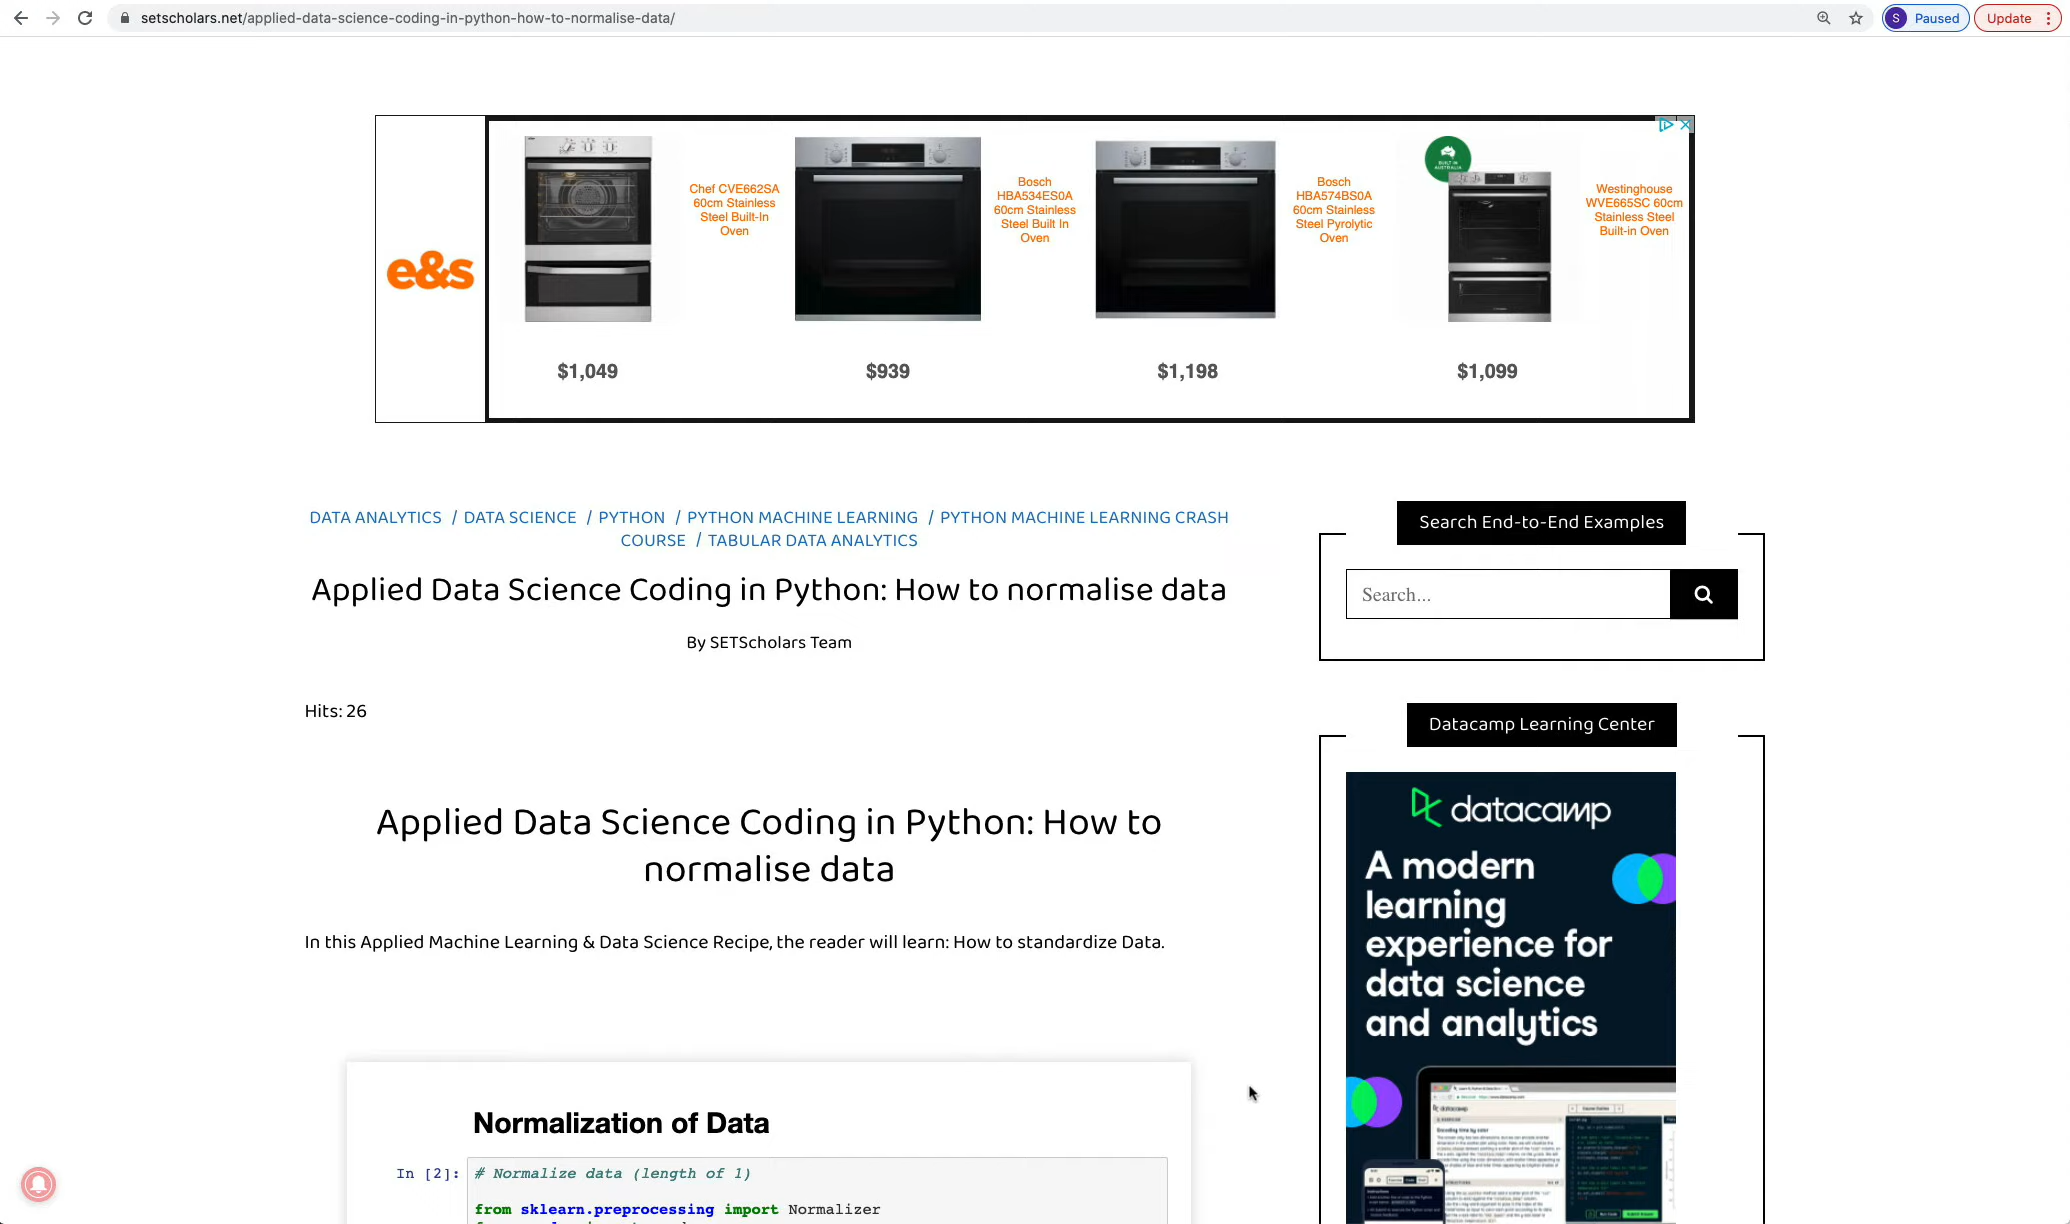 setscholars.net/applied-data-science-coding-in-python-how-to-normalise-data/
S Paused
Update
e&s
Chef CVE662SA
60cm Stainless
Steel Built-In
Oven
$1,049
Bosch
HBA534ES0A
60cm Stainless
Steel Built In
Oven
$939
Bosch
HBA574BS0A
60cm Stainless
Steel Pyrolytic
Oven
$1,198
BUILT IN
AUSTRALIA
Westinghouse
WVE665SC 60cm
Stainless Steel
Built-in Oven
$1,099
DATA ANALYTICS / DATA SCIENCE / PYTHON / PYTHON MACHINE LEARNING / PYTHON MACHINE LEARNING CRASH
COURSE / TABULAR DATA ANALYTICS
Applied Data Science Coding in Python: How to normalise data
By SETScholars Team
Hits: 26
Applied Data Science Coding in Python: How to
normalise data
In this Applied Machine Learning & Data Science Recipe, the reader will learn: How to standardize Data.
Normalization of Data
In [2]:
# Normalize data (length of 1)
from sklearn.preprocessing import Normalizer
Search End-to-End Examples
Search...
Datacamp Learning Center
datacamp
A modern
learning
experience for
data science
and analytics
datacamp